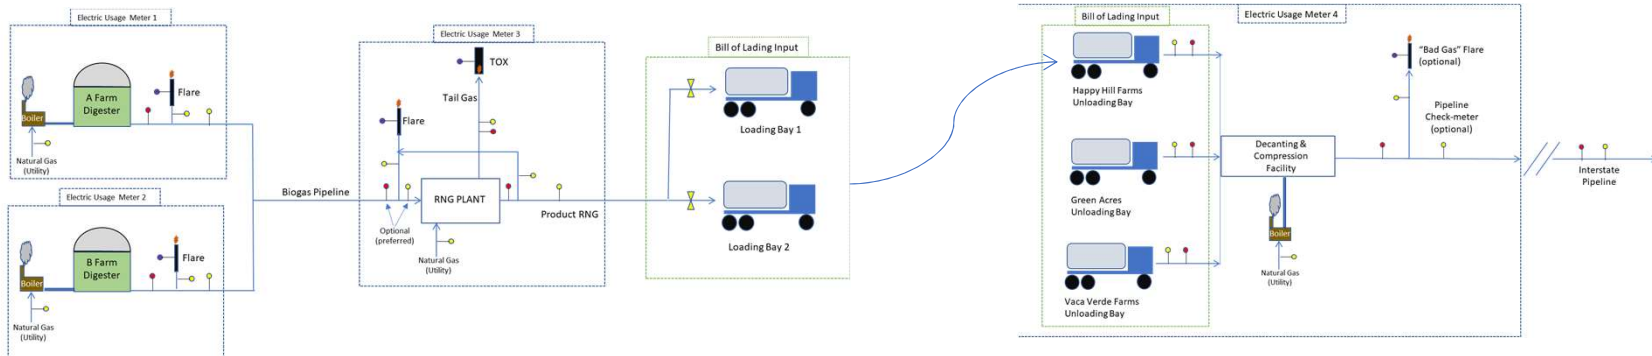 Electric Usage Meter 1
A Farm
Digester
Boiler
Flare
Natural Gas
(Utility)
Electric Usage Meter 2
B Farm
Digester
Boiler
Flare
Natural Gas
(Utility)
Biogas Pipeline
Electric Usage Meter 3
TOX
Tail Gas
Flare
RNG PLANT
Optional
(preferred)
Natural Gas
(Utility)
Product RNG
Bill of Lading Input
Loading Bay 1
Loading Bay 2
Bill of Lading Input
Happy Hill Farms
Unloading Bay
Green Acres
Unloading Bay
Vaca Verde Farms
Unloading Bay
Electric Usage Meter 4
Decanting &
Compression
Facility
Boiler
Natural Gas
(Utility)
“Bad Gas” Flare
(optional)
Pipeline
Check-meter
(optional)
Interstate
Pipeline